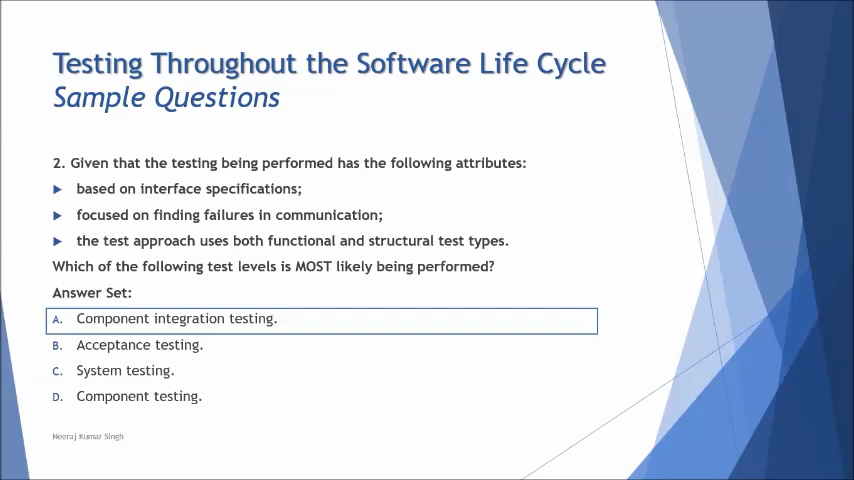 Testing Throughout the Software Life Cycle
Sample Questions
2. Given that the testing being performed has the following attributes:
based on interface specifications;
focused on finding failures in communication;
the test approach uses both functional and structural test types.
Which of the following test levels is MOST likely being performed?
Answer Set:
A. Component integration testing.
B. Acceptance testing.
C. System testing.
D. Component testing.
Neeraj Kumar Singh